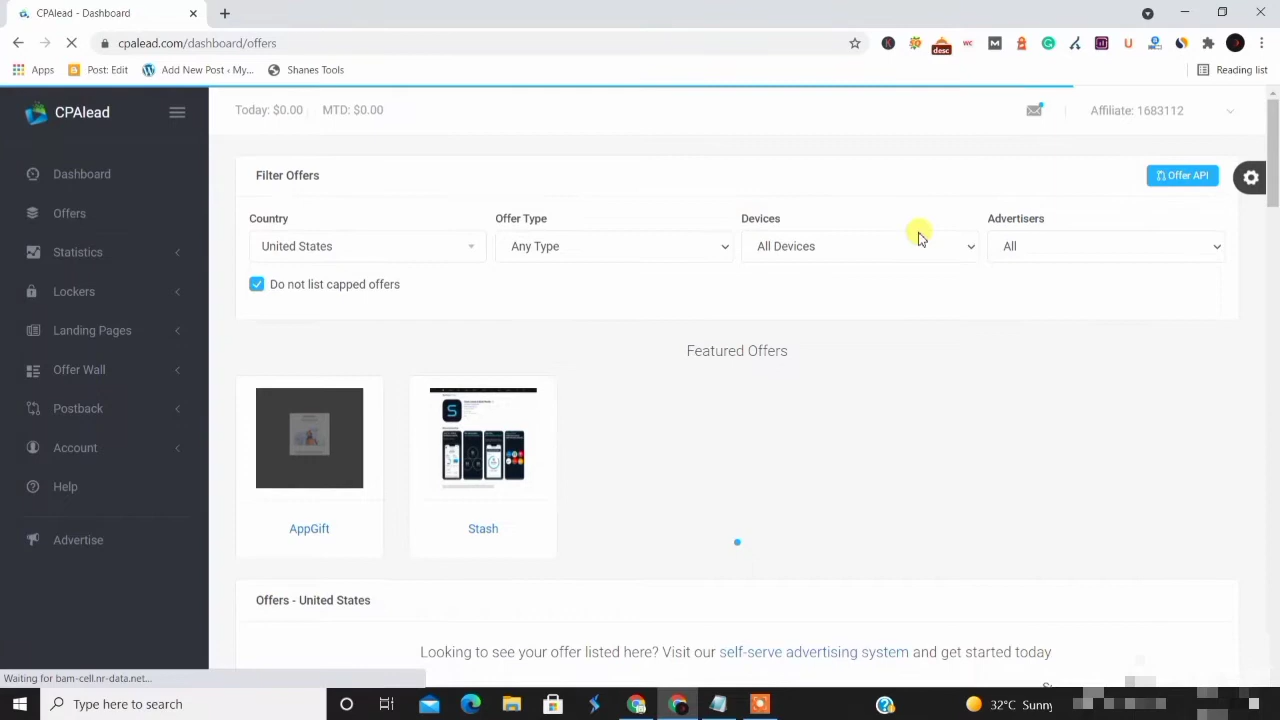 CPAlead - Dashboard
cpalead.com/dashboard/offers
Apps Post: Edit Add New Post ‹ My... Shanes Tools Reading list
CPAlead Today: $0.00 MTD: $0.00 Affiliate: 1683112
Filter Offers Offer API
Dashboard
Offers
Statistics
Lockers
Landing Pages
Offer Wall
Postback
Account
Help
Advertise
Country Offer Type Devices Advertisers
United States Any Type All Devices All
Do not list capped offers
Featured Offers
AppGift Stash
Offers - United States
Looking to see your offer listed here? Visit our self-serve advertising system and get started today
Waiting for bam-cell.nr-data.net...
Type here to search 32°C Sunny
desc
WC